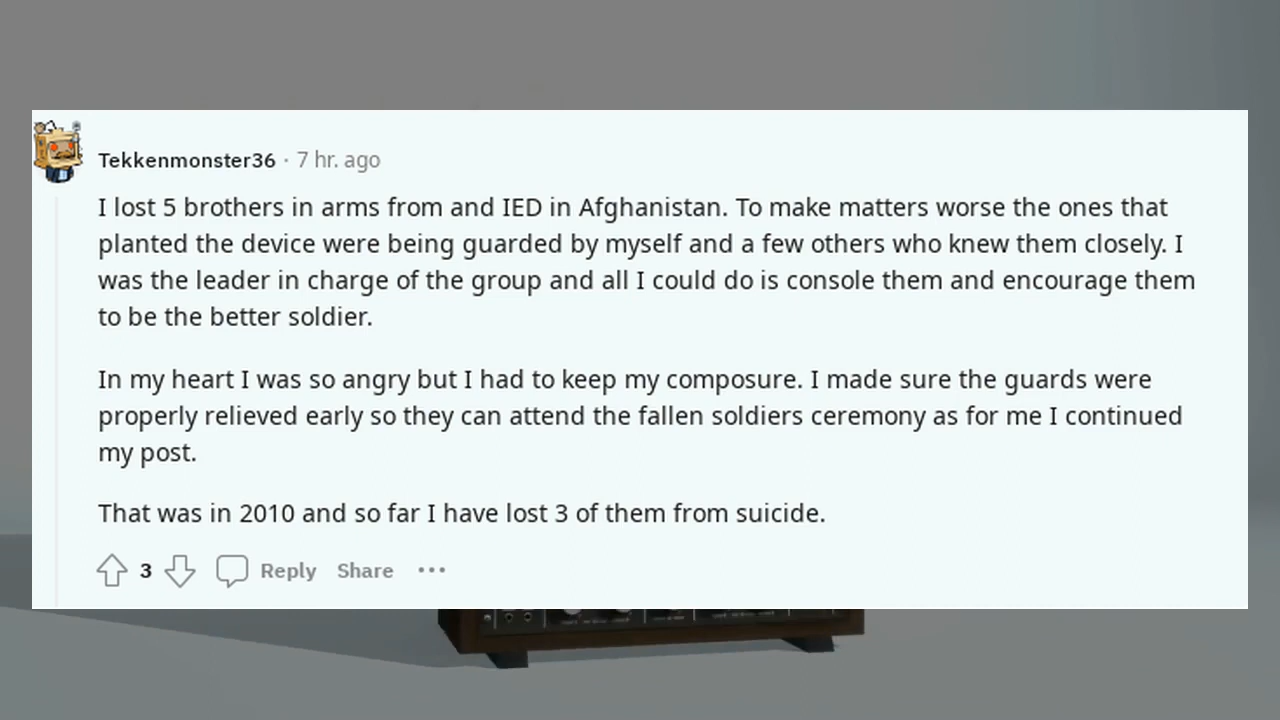 Tekkenmonster36 · 7 hr. ago
I lost 5 brothers in arms from and IED in Afghanistan. To make matters worse the ones that
planted the device were being guarded by myself and a few others who knew them closely. I
was the leader in charge of the group and all I could do is console them and encourage them
to be the better soldier.
In my heart I was so angry but I had to keep my composure. I made sure the guards were
properly relieved early so they can attend the fallen soldiers ceremony as for me I continued
my post.
That was in 2010 and so far I have lost 3 of them from suicide.
3 Reply Share